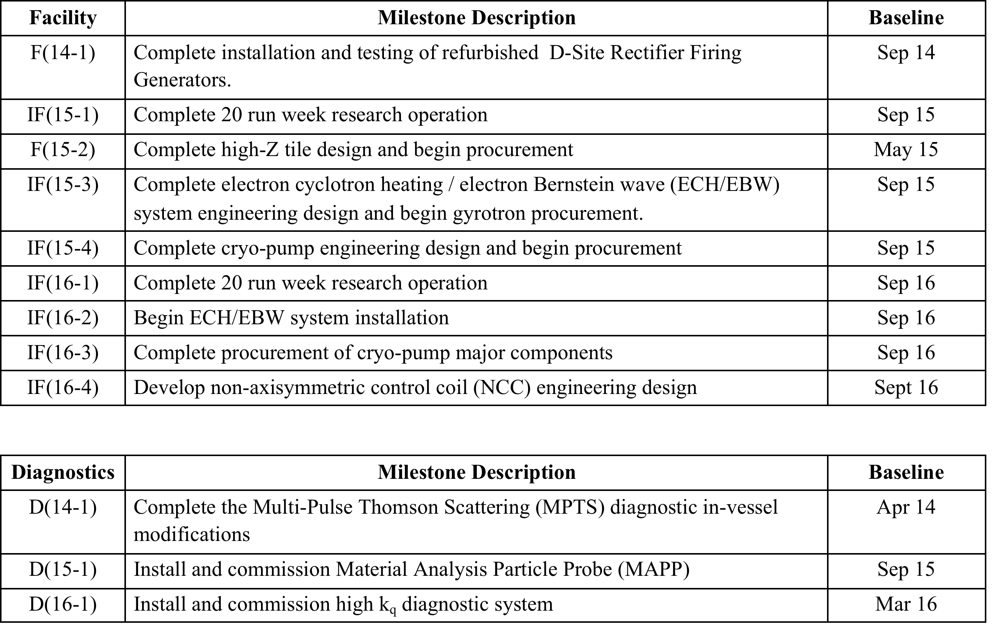 Facility Milestone Description Baseline
F(14-1) Complete installation and testing of refurbished  D-Site Rectifier Firing Sep 14
Generators.
IF(15-1) Complete 20 run week research operation Sep 15
F(15-2) Complete high-Z tile design and begin procurement May 15
IF(15-3) Complete electron cyclotron heating / electron Bernstein wave (ECH/EBW) Sep 15
system engineering design and begin gyrotron procurement.
IF(15-4) Complete cryo-pump engineering design and begin procurement Sep 15
IF(16-1) Complete 20 run week research operation Sep 16
IF(16-2) Begin ECH/EBW system installation Sep 16
IF(16-3) Complete procurement of cryo-pump major components Sep 16
IF(16-4) Develop non-axisymmetric control coil (NCC) engineering design Sept 16
Diagnostics Milestone Description Baseline
D(14-1) Complete the Multi-Pulse Thomson Scattering (MPTS) diagnostic in-vessel Apr 14
modifications
D(15-1) Install and commission Material Analysis Particle Probe (MAPP) Sep 15
D(16-1) Install and commission high kq diagnostic system Mar 16